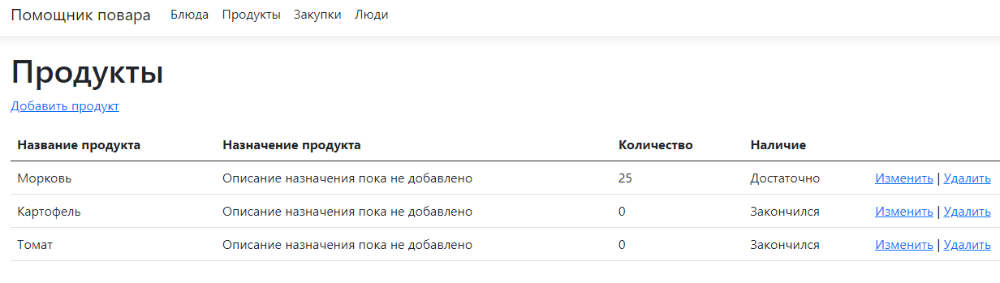 Помощник повара Блюда Продукты Закупки Люди
Продукты
Добавить продукт
Название продукта Назначение продукта Количество Наличие
Морковь Описание назначения пока не добавлено 25 Достаточно Изменить | Удалить
Картофель Описание назначения пока не добавлено 0 Закончился Изменить | Удалить
Томат Описание назначения пока не добавлено 0 Закончился Изменить | Удалить